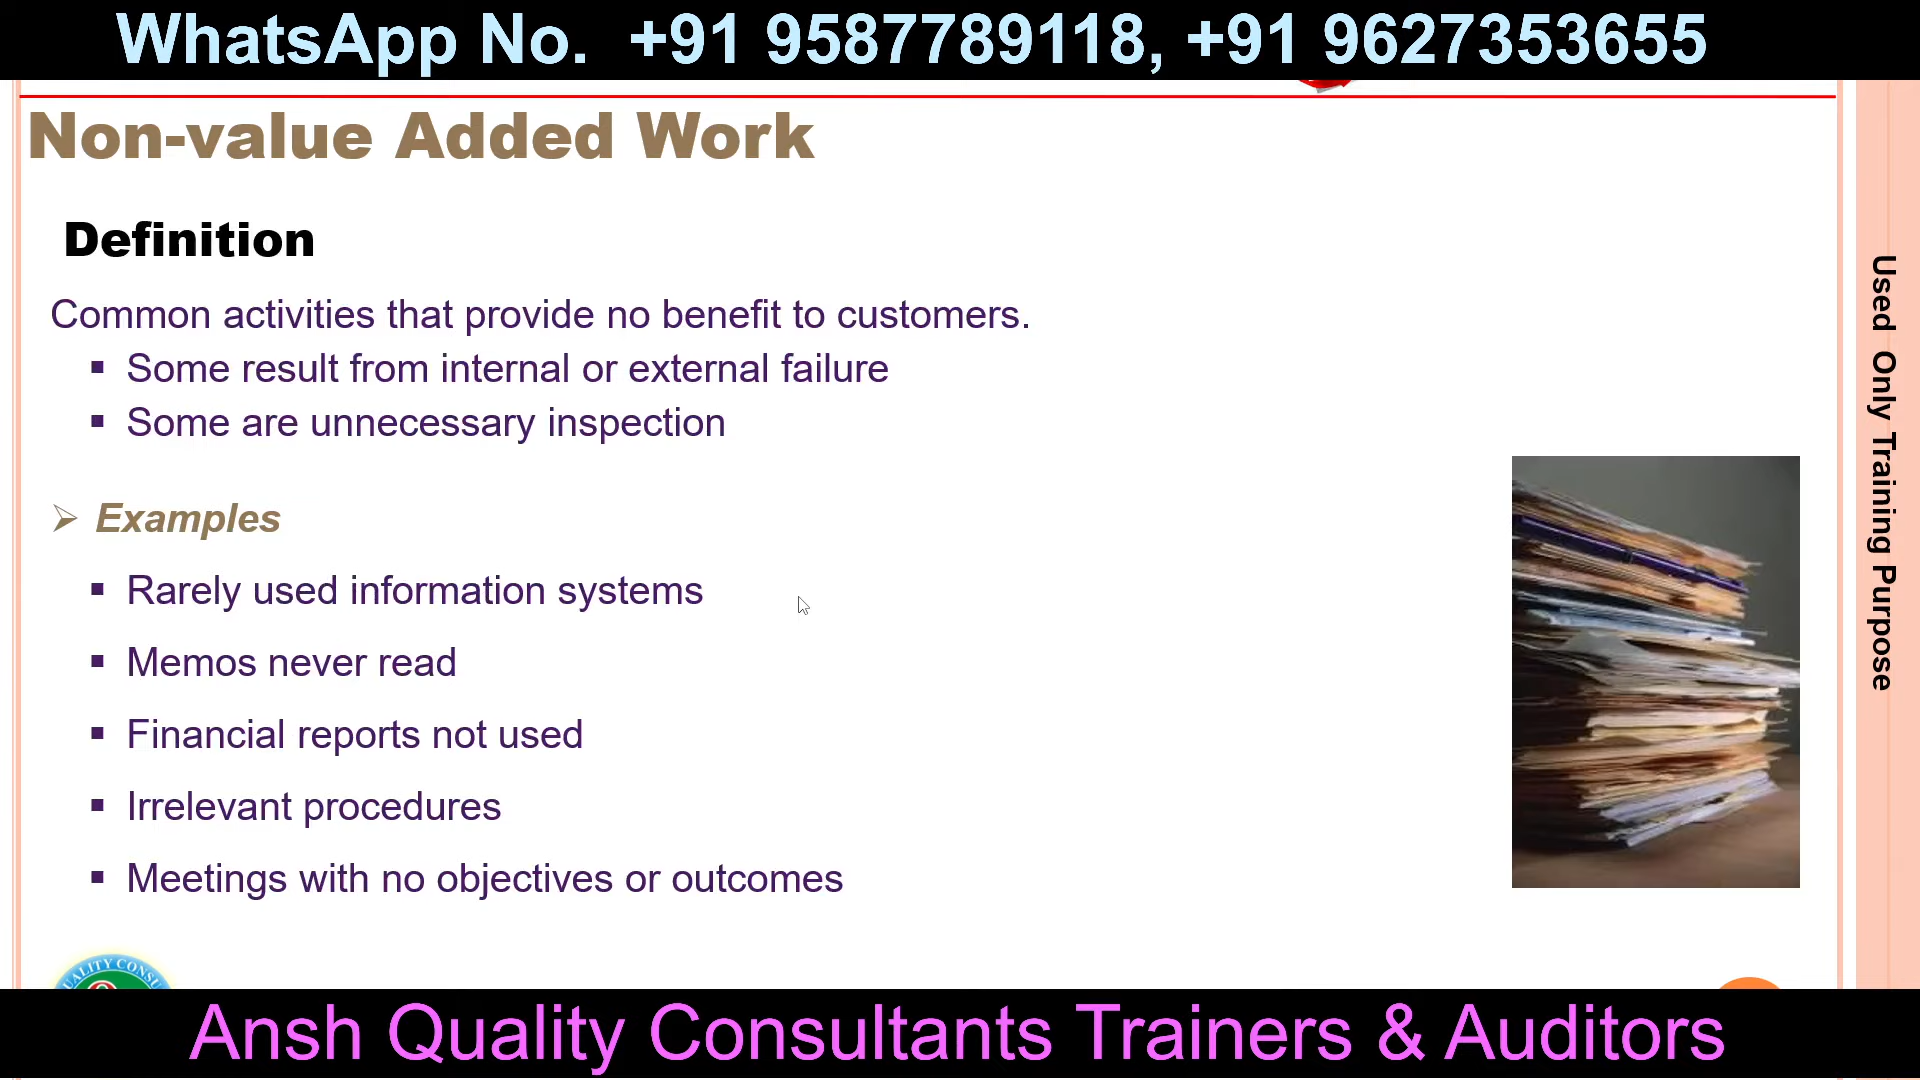 WhatsApp No. +91 9587789118, +91 9627353655
Non-value Added Work
Definition
Common activities that provide no benefit to customers.
▪ Some result from internal or external failure
▪ Some are unnecessary inspection
➢ Examples
▪ Rarely used information systems
▪ Memos never read
▪ Financial reports not used
▪ Irrelevant procedures
▪ Meetings with no objectives or outcomes
Used Only Training Purpose
Ansh Quality Consultants Trainers & Auditors